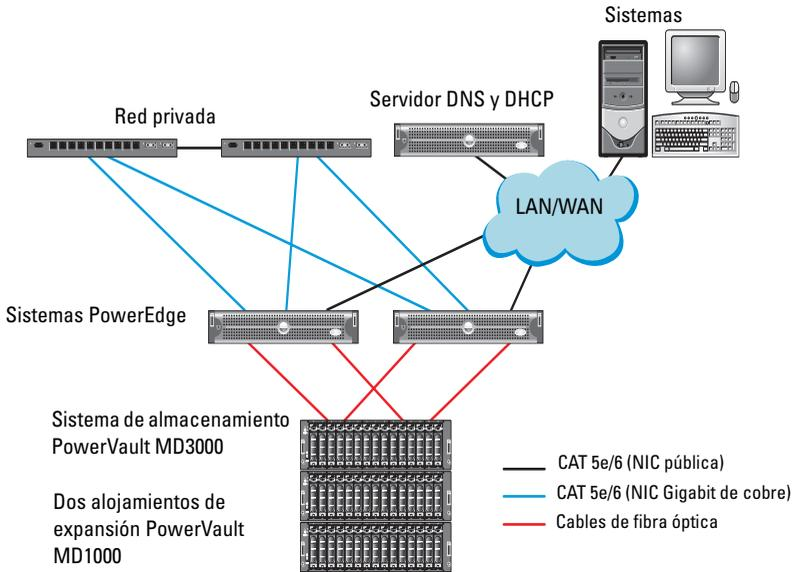 Sistemas
Servidor DNS y DHCP
Red privada
LAN/WAN
Sistemas PowerEdge
Sistema de almacenamiento
PowerVault MD3000
Dos alojamientos de
expansión PowerVault
MD1000
CAT 5e/6 (NIC pública)
CAT 5e/6 (NIC Gigabit de cobre)
Cables de fibra óptica